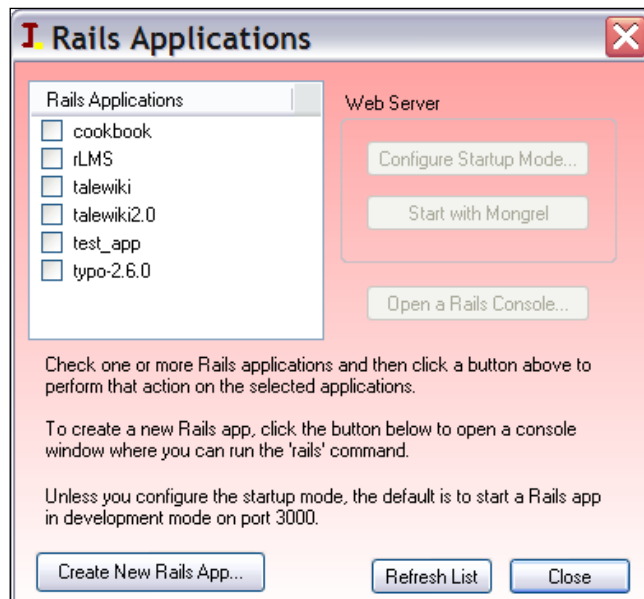 I. Rails Applications
Rails Applications
cookbook
rLMS
talewiki
talewiki2.0
test_app
typo-2.6.0
Web Server
Configure Startup Mode...
Start with Mongrel
Open a Rails Console...
Check one or more Rails applications and then click a button above to
perform that action on the selected applications.
To create a new Rails app, click the button below to open a console
window where you can run the 'rails' command.
Unless you configure the startup mode, the default is to start a Rails app
in development mode on port 3000.
Create New Rails App...
Refresh List
Close